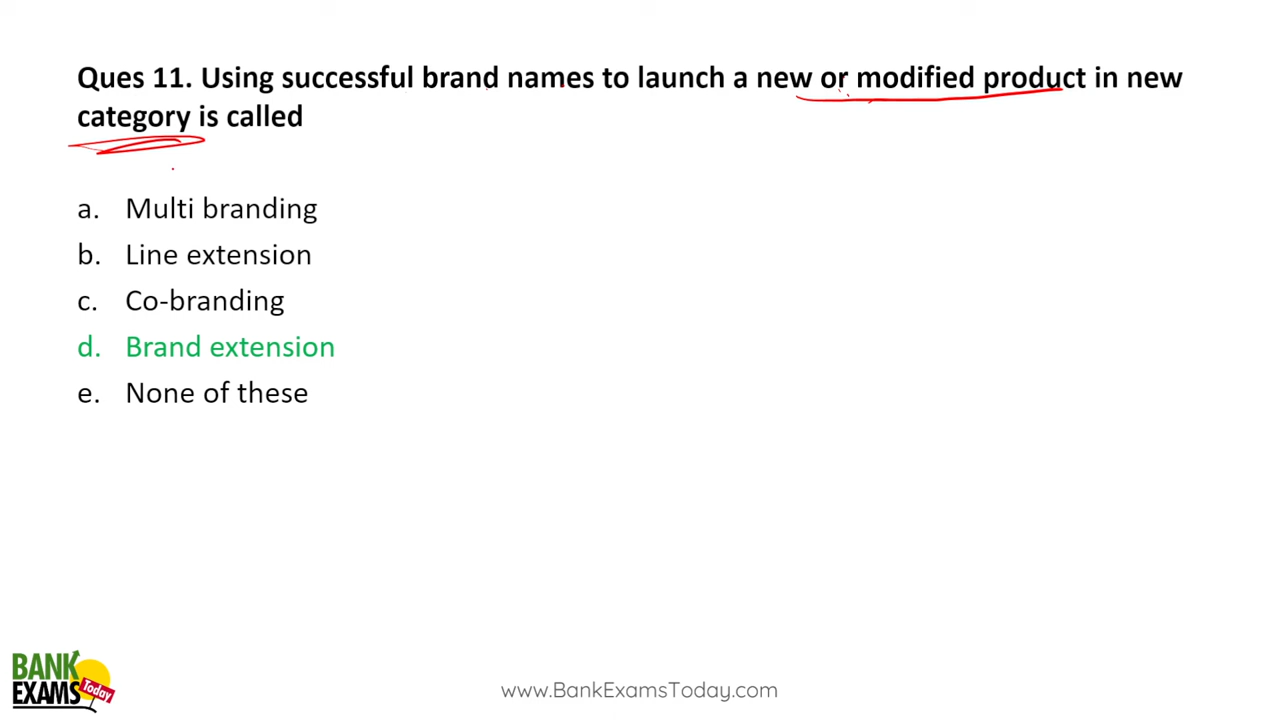 Ques 11. Using successful brand names to launch a new or modified product in new
category is called
a. Multi branding
b. Line extension
c. Co-branding
d. Brand extension
e. None of these
BANK
EXAMS
Today
www.BankExamsToday.com